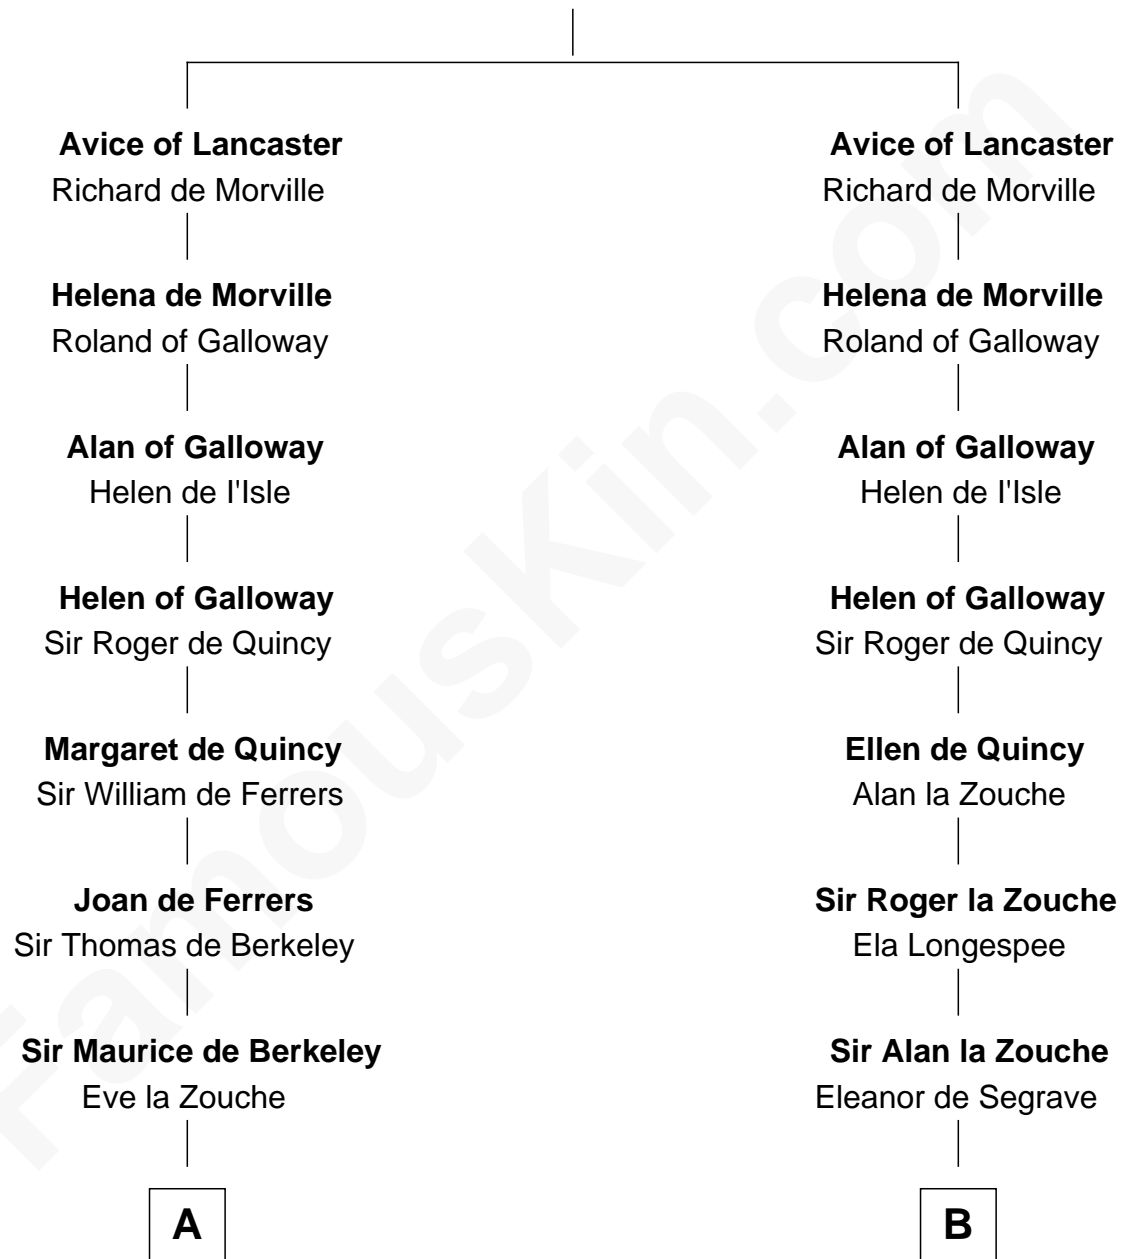 Avice of Lancaster
Richard de Morville
Helena de Morville
Roland of Galloway
Alan of Galloway
Helen de I'Isle
Helen of Galloway
Sir Roger de Quincy
Margaret de Quincy
Sir William de Ferrers
Joan de Ferrers
Sir Thomas de Berkeley
Sir Maurice de Berkeley
Eve la Zouche
A
Avice of Lancaster
Richard de Morville
Helena de Morville
Roland of Galloway
Alan of Galloway
Helen de I'Isle
Helen of Galloway
Sir Roger de Quincy
Ellen de Quincy
Alan la Zouche
Sir Roger la Zouche
Ela Longespee
Sir Alan la Zouche
Eleanor de Segrave
B
FamousKin.com